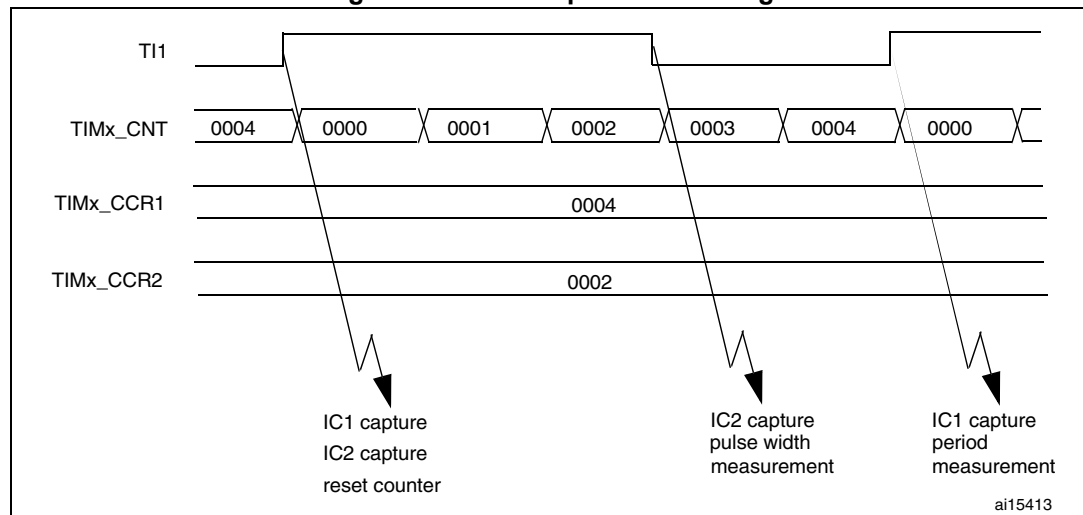 TI1
TIMx_CNT 0004 0000 0001 0002 0003 0004 0000
TIMx_CCR1 0004
TIMx_CCR2 0002
IC1 capture
IC2 capture
reset counter
IC2 capture
pulse width
measurement
IC1 capture
period
measurement
ai15413